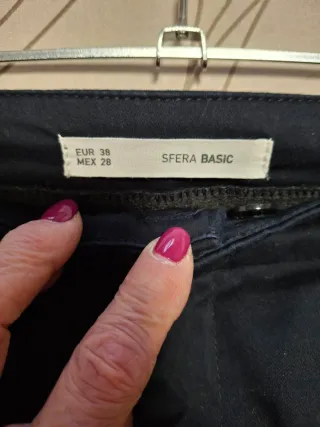 EUR 38
MEX 28
SFERA BASIC